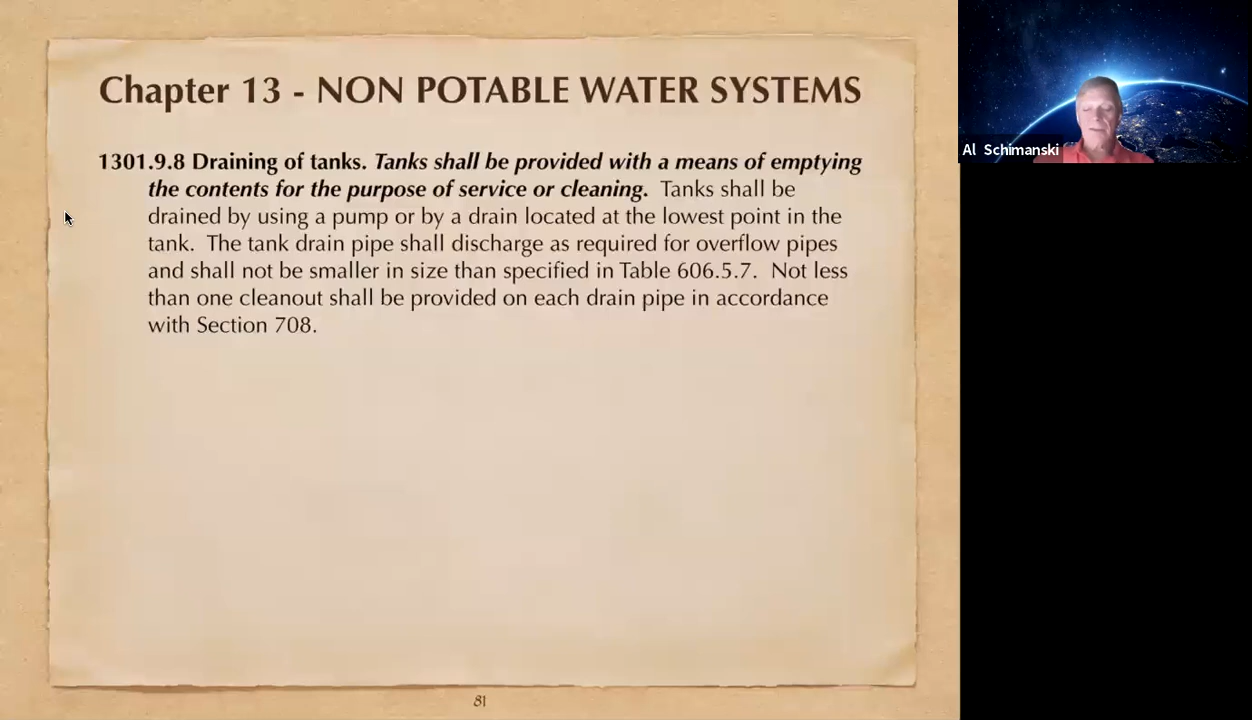 Chapter 13 - NON POTABLE WATER SYSTEMS
1301.9.8 Draining of tanks. Tanks shall be provided with a means of emptying
the contents for the purpose of service or cleaning. Tanks shall be
drained by using a pump or by a drain located at the lowest point in the
tank. The tank drain pipe shall discharge as required for overflow pipes
and shall not be smaller in size than specified in Table 606.5.7. Not less
than one cleanout shall be provided on each drain pipe in accordance
with Section 708.
81
Al Schimanski